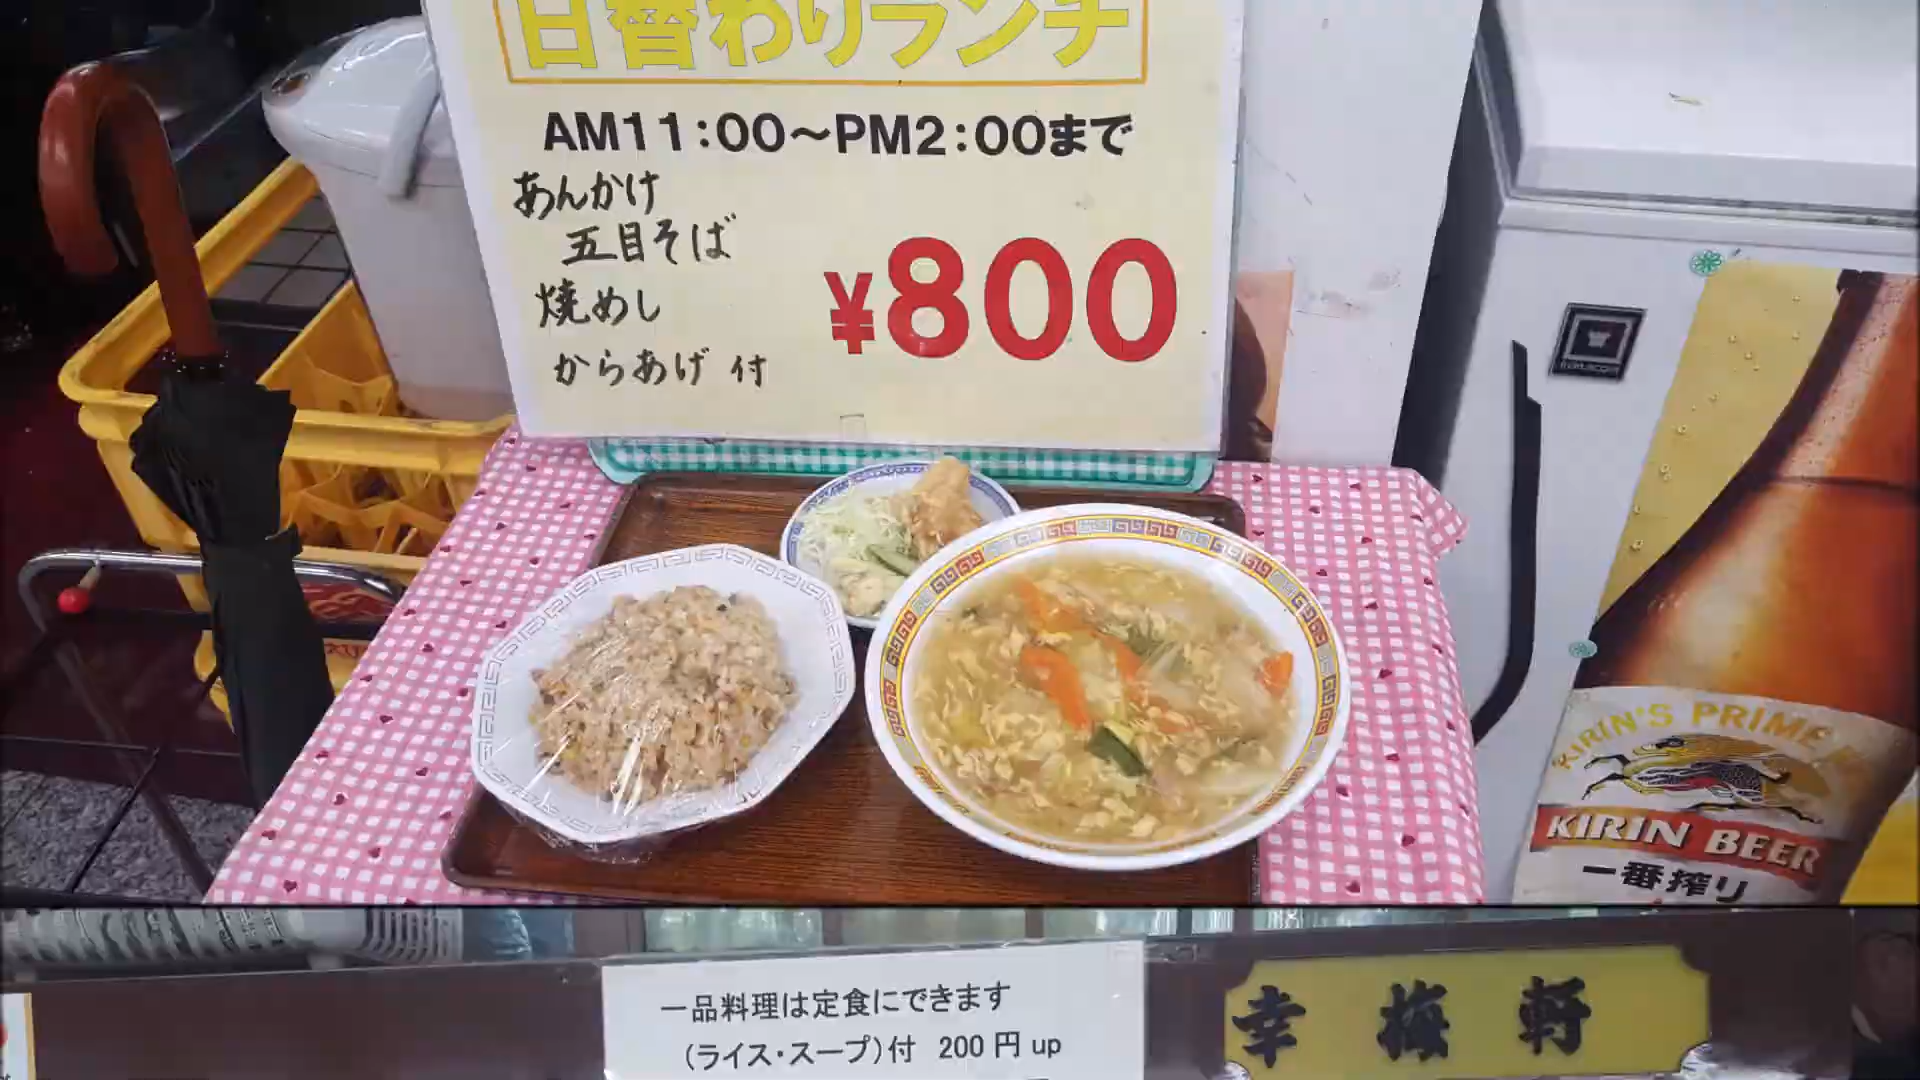 日替わりランチ
AM11:00～PM2:00まで
あんかけ
五目そば
焼めし
からあげ 付
¥800
KIRIN'S PRIME
KIRIN BEER
一番搾り
一品料理は定食にできます
(ライス・スープ)付 200円up
幸梅軒